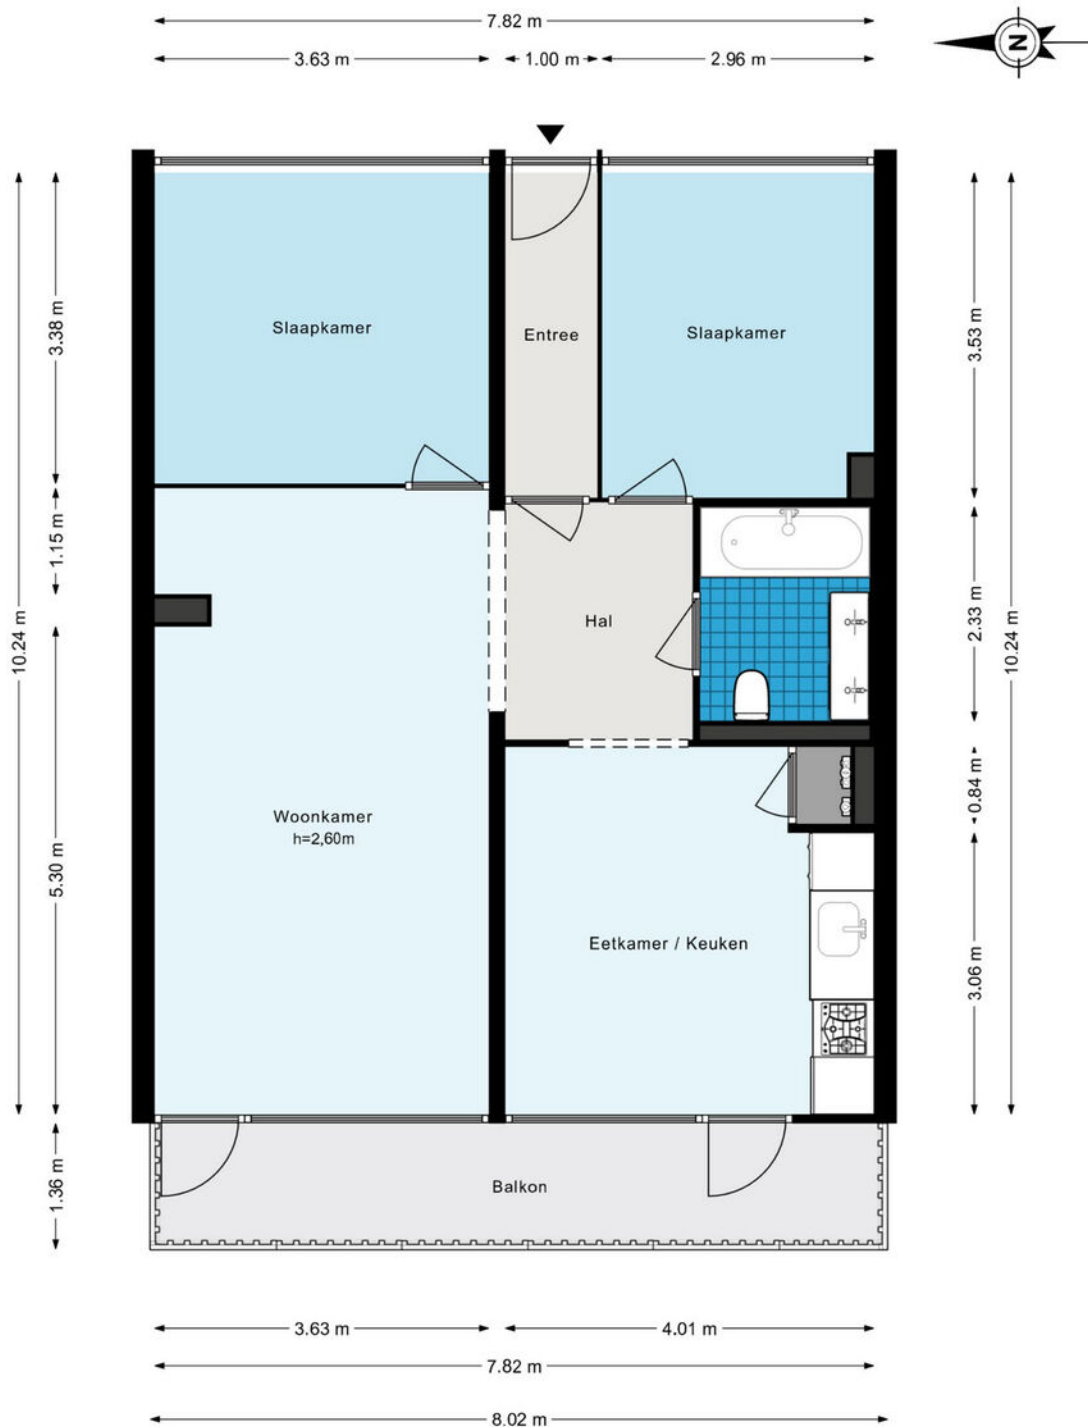 7.82 m
3.63 m
1.00 m
2.96 m
N
Slaapkamer
Entree
Slaapkamer
3.38 m
3.53 m
1.15 m
10.24 m
Hal
2.33 m
10.24 m
Woonkamer
h=2,60m
0.84 m
5.30 m
Eetkamer / Keuken
3.06 m
1.36 m
Balkon
3.63 m
4.01 m
7.82 m
8.02 m